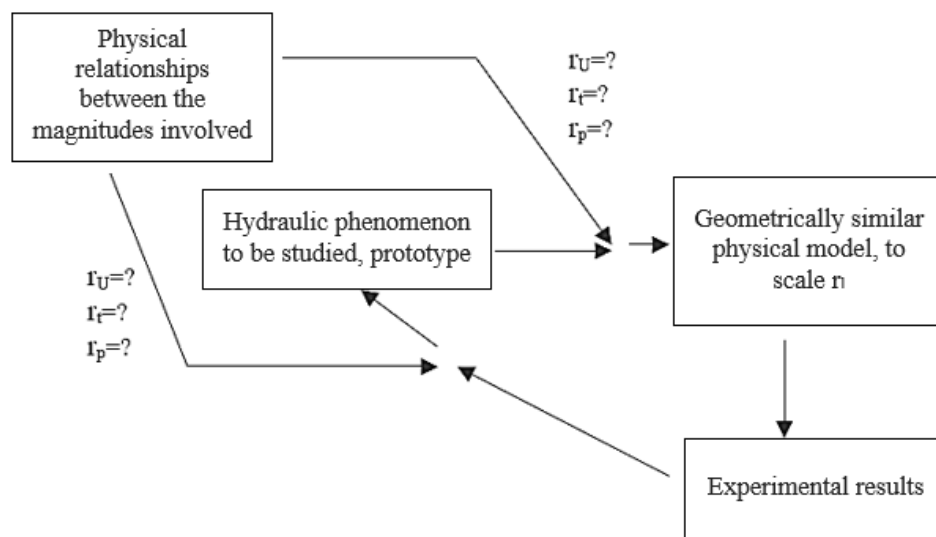 Physical
relationships
between the
magnitudes involved
rU=?
rt=?
rp=?
Hydraulic phenomenon
to be studied, prototype
Geometrically similar
physical model, to
scale rl
rU=?
rt=?
rp=?
Experimental results